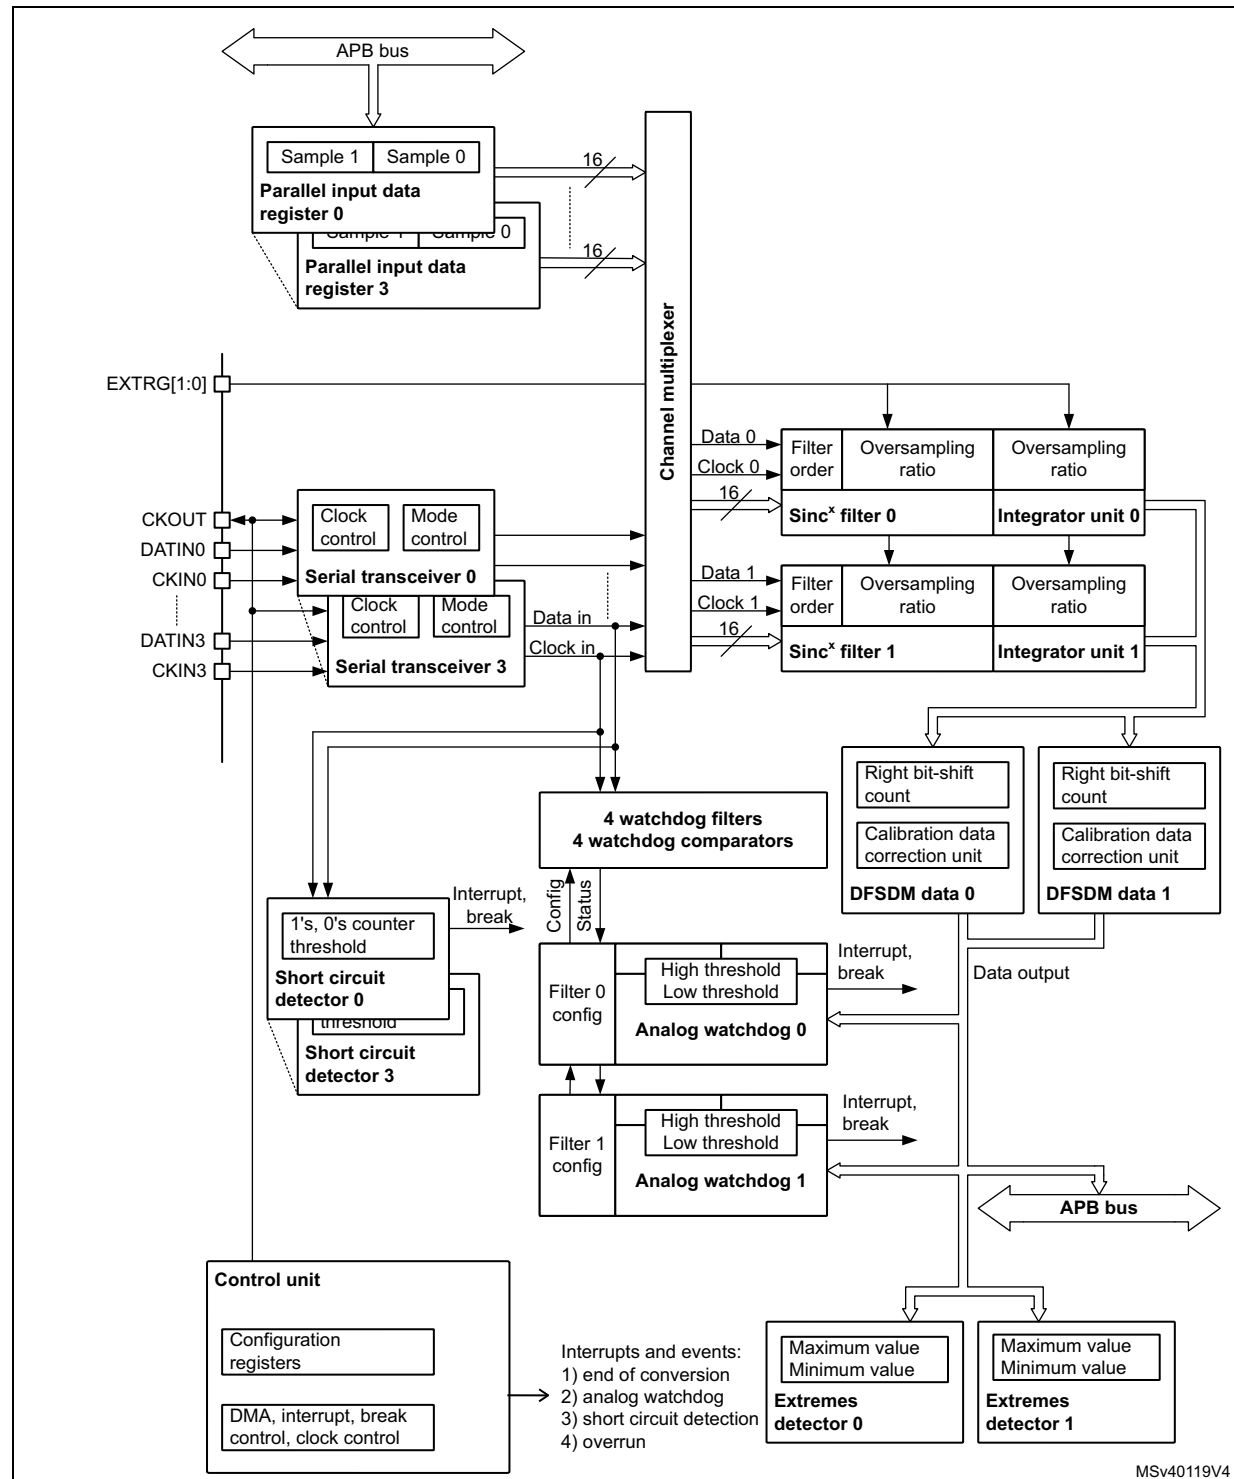 APB bus
Sample 1 Sample 0
Parallel input data
register 0
16
Sample 1 Sample 0
Parallel input data
register 3
16
Channel multiplexer
EXTRG[1:0]
Data 0
Clock 0
16
Filter
order
Oversampling
ratio
Oversampling
ratio
Sincˣ filter 0
Integrator unit 0
CKOUT
DATIN0
CKIN0
DATIN3
CKIN3
Clock
control
Mode
control
Serial transceiver 0
Clock
control
Mode
control
Serial transceiver 3
Data in
Clock in
Data 1
Clock 1
16
Filter
order
Oversampling
ratio
Oversampling
ratio
Sincˣ filter 1
Integrator unit 1
Right bit-shift
count
Calibration data
correction unit
DFSDM data 0
Right bit-shift
count
Calibration data
correction unit
DFSDM data 1
4 watchdog filters
4 watchdog comparators
Config
Status
1's, 0's counter
threshold
Short circuit
detector 0
Interrupt,
break
threshold
Short circuit
detector 3
Filter 0
config
High threshold
Low threshold
Analog watchdog 0
Interrupt,
break
Data output
Filter 1
config
High threshold
Low threshold
Analog watchdog 1
Interrupt,
break
APB bus
Control unit
Configuration
registers
DMA, interrupt, break
control, clock control
Interrupts and events:
1) end of conversion
2) analog watchdog
3) short circuit detection
4) overrun
Maximum value
Minimum value
Extremes
detector 0
Maximum value
Minimum value
Extremes
detector 1
MSv40119V4